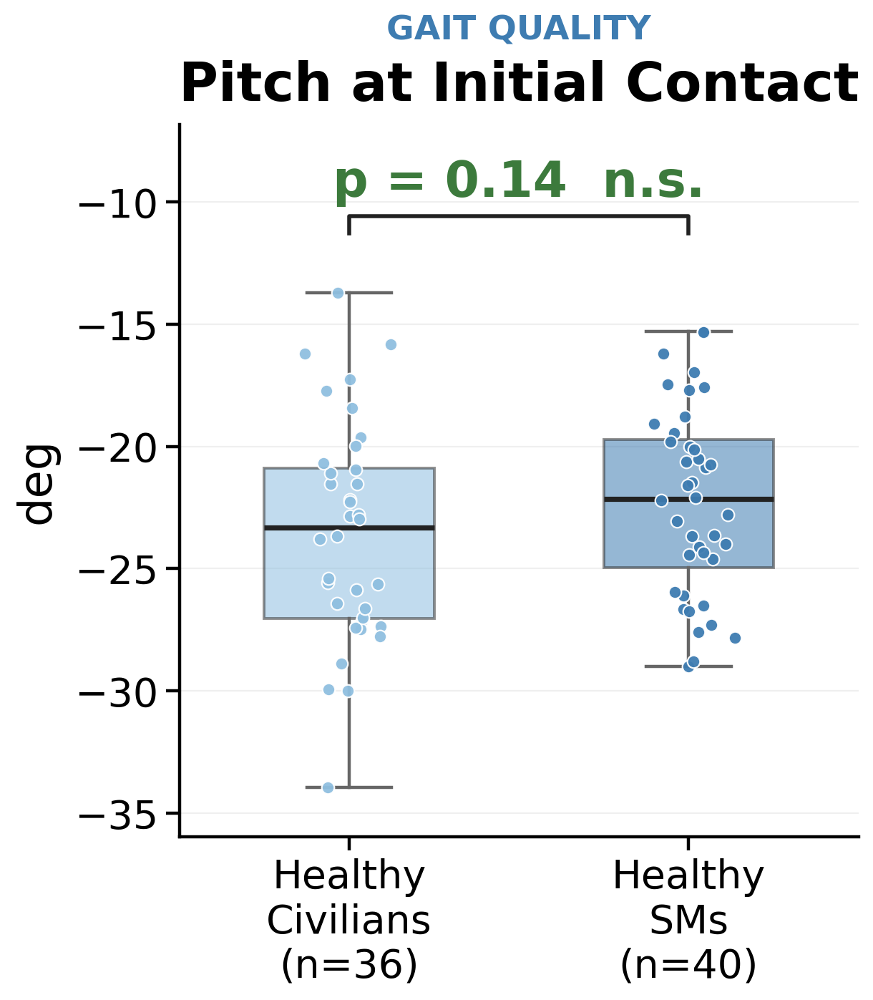 GAIT QUALITY
Pitch at Initial Contact
p = 0.14  n.s.
−10
−15
−20
−25
−30
−35
deg
Healthy
Civilians
(n=36)
Healthy
SMs
(n=40)